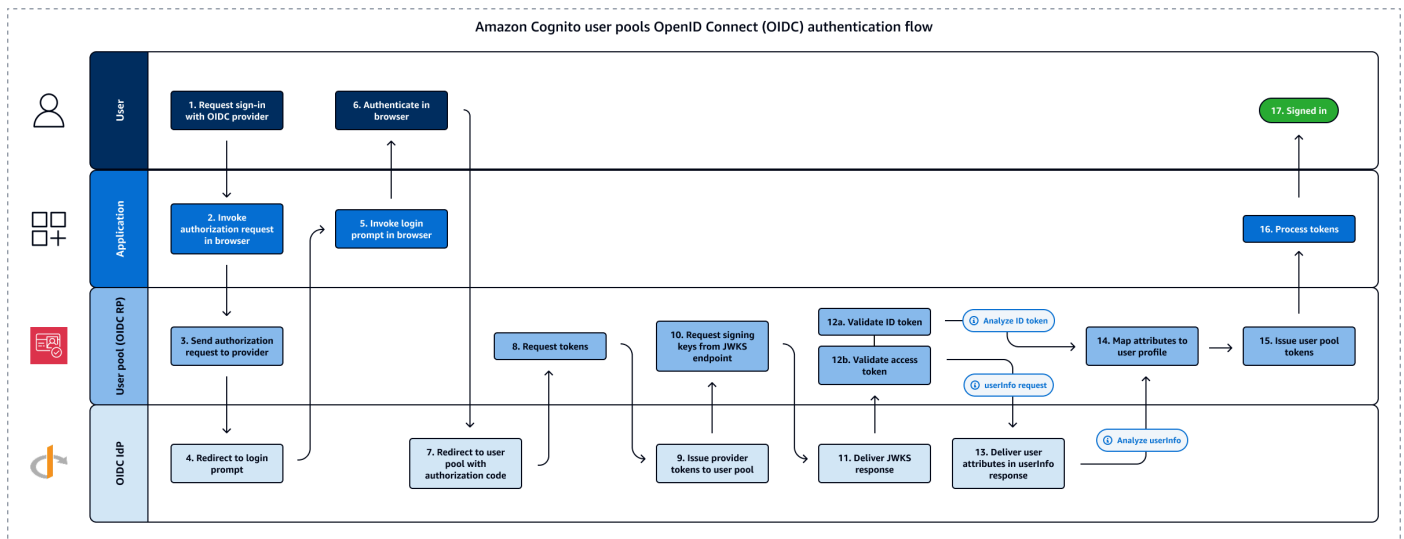 Amazon Cognito user pools OpenID Connect (OIDC) authentication flow
User
1. Request sign-in
with OIDC provider
6. Authenticate in
browser
17. Signed in
Application
2. Invoke
authorization request
in browser
5. Invoke login
prompt in browser
16. Process tokens
User pool (OIDC RP)
3. Send authorization
request to provider
8. Request tokens
10. Request signing
keys from JWKS
endpoint
12a. Validate ID token
12b. Validate access
token
Analyze ID token
userInfo request
14. Map attributes to
user profile
15. Issue user pool
tokens
OIDC IdP
4. Redirect to login
prompt
7. Redirect to user
pool with
authorization code
9. Issue provider
tokens to user pool
11. Deliver JWKS
response
13. Deliver user
attributes in userInfo
response
Analyze userInfo